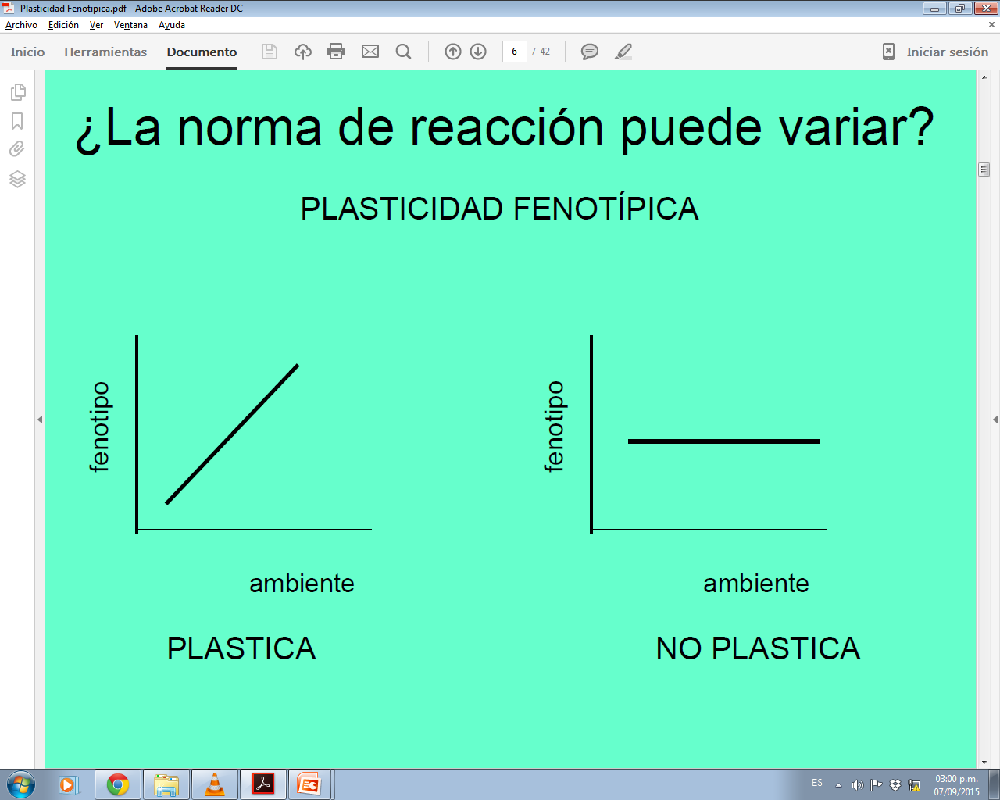 Plasticidad Fenotipica.pdf - Adobe Acrobat Reader DC
Archivo Edición Ver Ventana Ayuda
Inicio Herramientas Documento 6 / 42 Iniciar sesión
¿La norma de reacción puede variar?
PLASTICIDAD FENOTÍPICA
fenotipo
fenotipo
ambiente
ambiente
PLASTICA
NO PLASTICA
ES
03:00 p.m.
07/09/2015